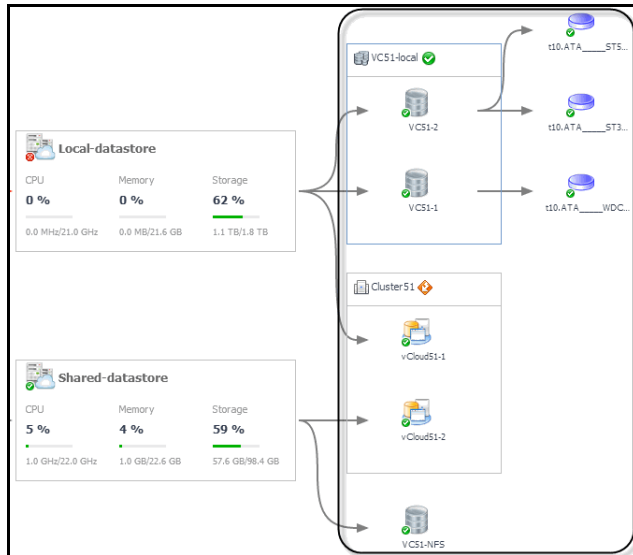 Local-datastore
CPU Memory Storage
0 % 0 % 62 %
0.0 MHz/21.0 GHz 0.0 MB/21.6 GB 1.1 TB/1.8 TB
Shared-datastore
CPU Memory Storage
5 % 4 % 59 %
1.0 GHz/22.0 GHz 1.0 GB/22.6 GB 57.6 GB/98.4 GB
VC51-local
VC51-2
VC51-1
Cluster51
vCloud51-1
vCloud51-2
VC51-NFS
t10.ATA_____ST5...
t10.ATA_____ST3...
t10.ATA_____WDC...